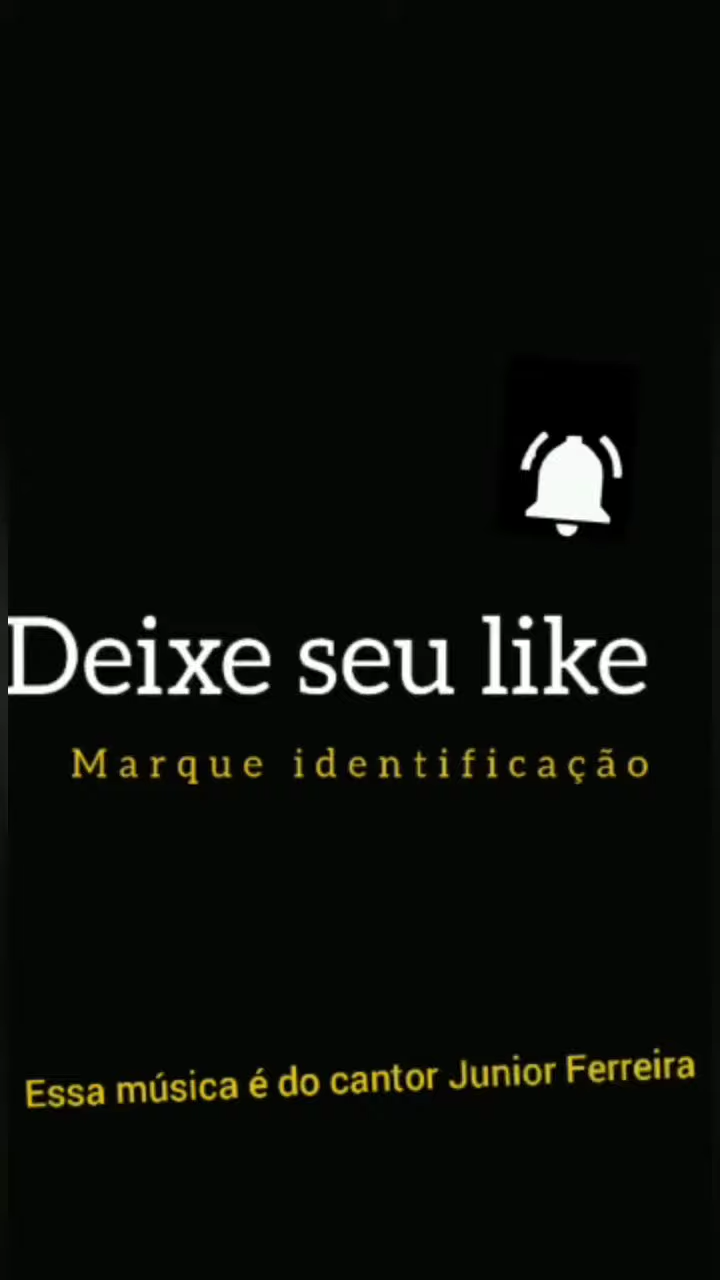 Deixe seu like
Marque identificação
Essa música é do cantor Junior Ferreira